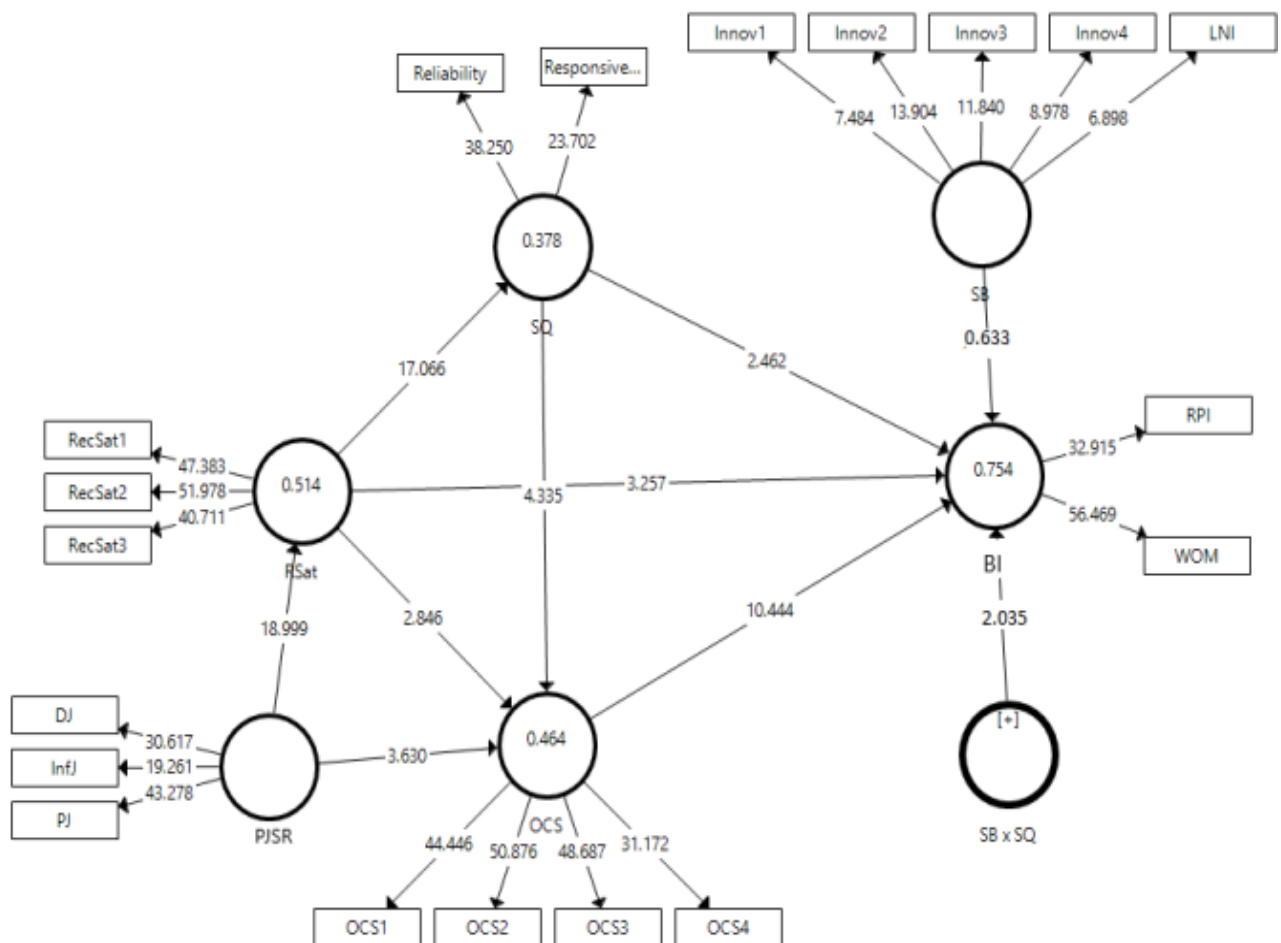 Innov1
Innov2
Innov3
Innov4
LNI
Reliability
Responsive...
7.484
13.904
11.840
8.978
6.898
38.250
23.702
0.378
SQ
SB
0.633
17.066
2.462
RecSat1
RecSat2
RecSat3
47.383
51.978
40.711
0.514
RSat
4.335
3.257
0.754
BI
RPI
32.915
56.469
WOM
18.999
2.846
10.444
2.035
DJ
InfJ
PJ
30.617
19.261
43.278
PJSR
3.630
0.464
OCS
[+]
SB x SQ
44.446
50.876
48.687
31.172
OCS1
OCS2
OCS3
OCS4